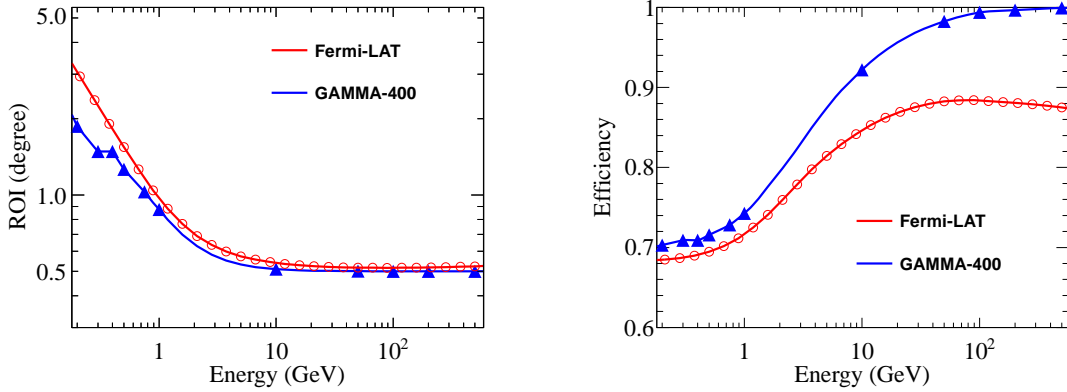 5.0
1.0
0.5
ROI (degree)
Fermi-LAT
GAMMA-400
1
10
10²
Energy (GeV)
1
0.9
0.8
0.7
0.6
Efficiency
Fermi-LAT
GAMMA-400
1
10
10²
Energy (GeV)